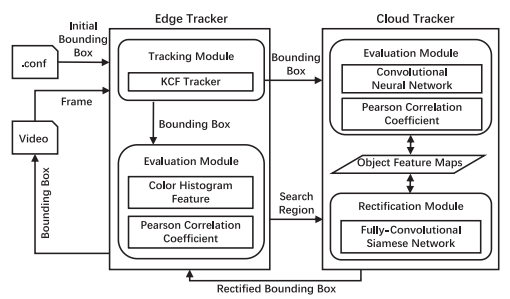 Edge Tracker
Cloud Tracker
Initial
Bounding
Box
.conf
Frame
Video
Bounding Box
Tracking Module
KCF Tracker
Bounding Box
Evaluation Module
Color Histogram
Feature
Pearson Correlation
Coefficient
Bounding
Box
Search
Region
Evaluation Module
Convolutional
Neural Network
Pearson Correlation
Coefficient
Object Feature Maps
Rectification Module
Fully-Convolutional
Siamese Network
Rectified Bounding Box